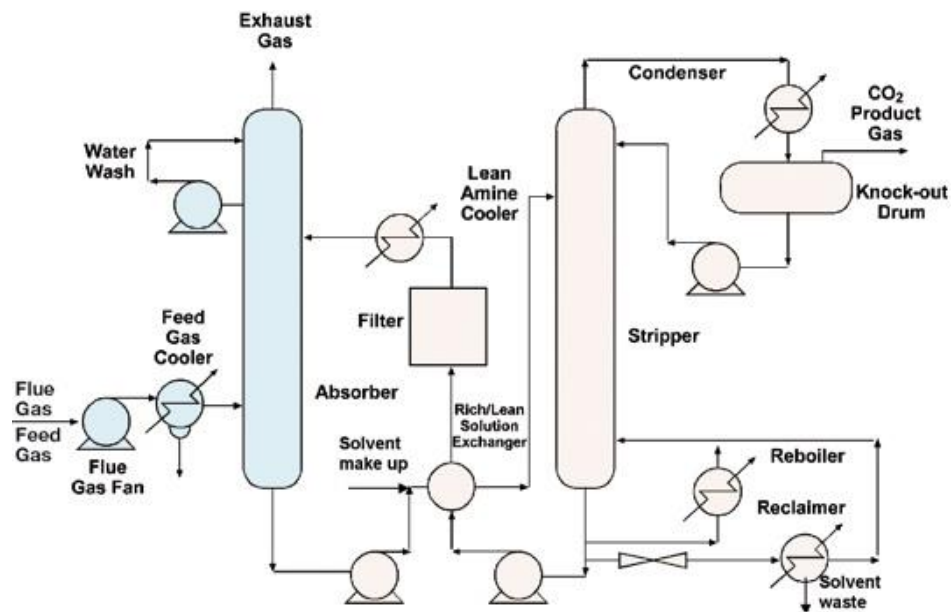 Exhaust
Gas
Condenser
CO2
Product
Gas
Water
Wash
Lean
Amine
Cooler
Knock-out
Drum
Feed
Gas
Cooler
Filter
Stripper
Flue
Gas
Feed
Gas
Absorber
Rich/Lean
Solution
Exchanger
Flue
Gas Fan
Solvent
make up
Reboiler
Reclaimer
Solvent
waste